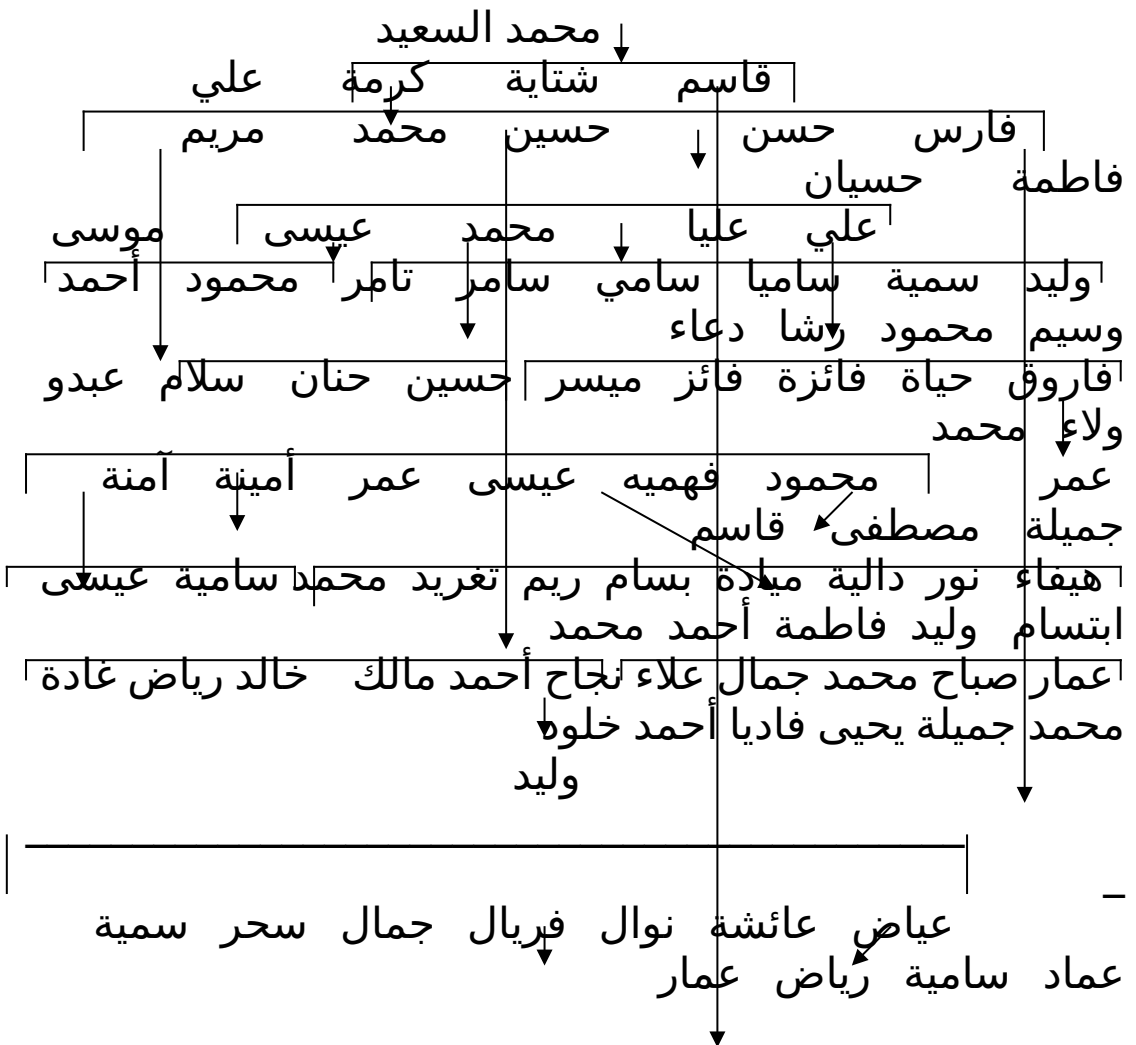 محمد السعيد
قاسم شتاية كرمة علي
فارس حسن حسين محمد مريم
فاطمة حسيان
علي عليا محمد عيسى موسى
وليد سمية ساميا سامي سامر تامر محمود أحمد
وسيم محمود رشا دعاء
فاروق حياة فائزة فائز ميسر حسين حنان سلام عبدو
ولاء محمد
عمر محمود فهميه عيسى عمر أمينة آمنة
جميلة مصطفى قاسم
هيفاء نور دالية ميادة بسام ريم تغريد محمد سامية عيسى
ابتسام وليد فاطمة أحمد محمد
عمار صباح محمد جمال علاء نجاح أحمد مالك خالد رياض غادة
محمد جميلة يحيى فاديا أحمد خلود
وليد
عياض عائشة نوال فريال جمال سحر سمية
عماد سامية رياض عمار